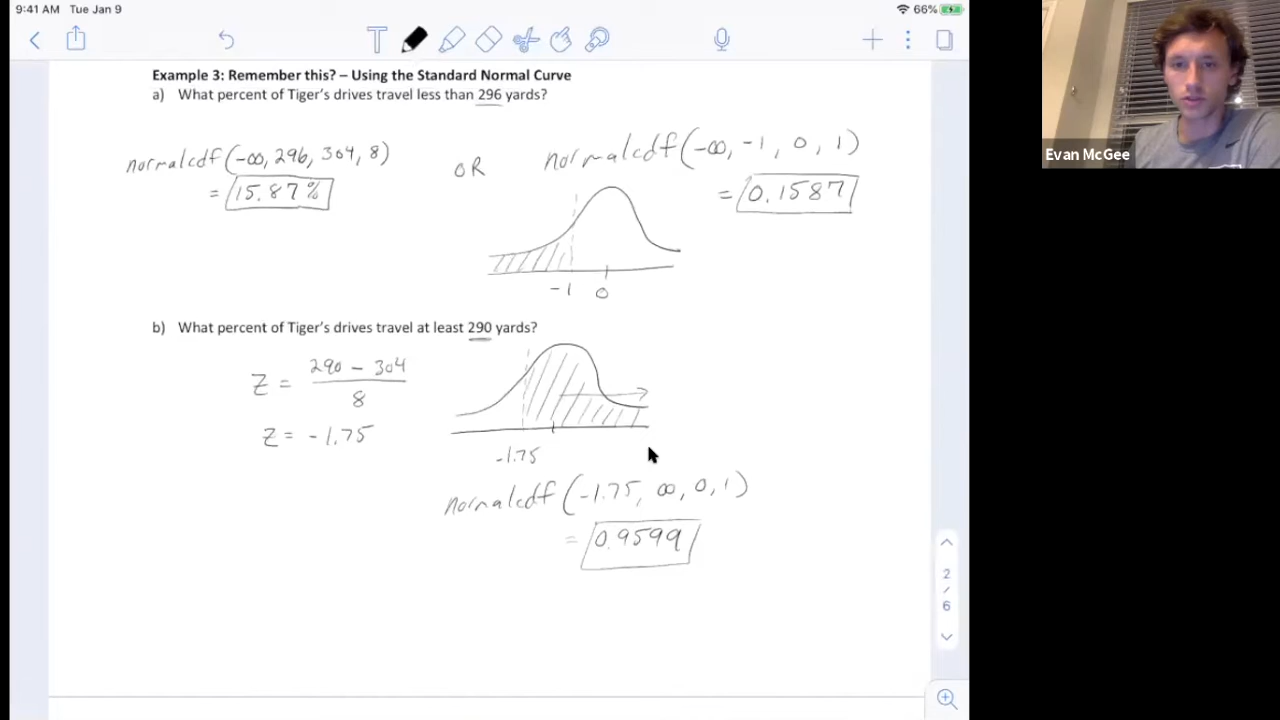 9:41 AM Tue Jan 9
66%
Evan McGee
Example 3: Remember this? – Using the Standard Normal Curve
a) What percent of Tiger's drives travel less than 296 yards?
normalcdf(-∞, 296, 304, 8)
= 15.87%
OR
normalcdf(-∞, -1, 0, 1)
= 0.1587
-1 0
b) What percent of Tiger's drives travel at least 290 yards?
Z = 290 - 304
8
Z = -1.75
-1.75
normalcdf(-1.75, ∞, 0, 1)
= 0.9599
2
/
6